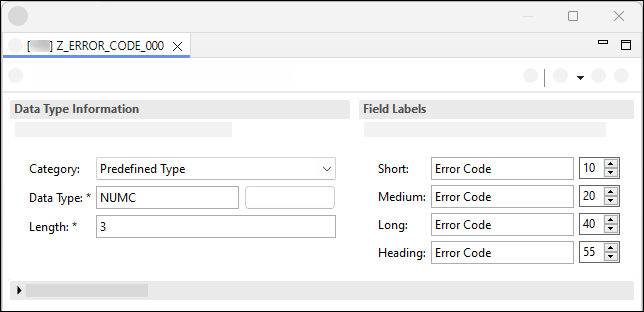 [ ] Z_ERROR_CODE_000
Data Type Information
Category: Predefined Type
Data Type: * NUMC
Length: * 3
Field Labels
Short: Error Code 10
Medium: Error Code 20
Long: Error Code 40
Heading: Error Code 55